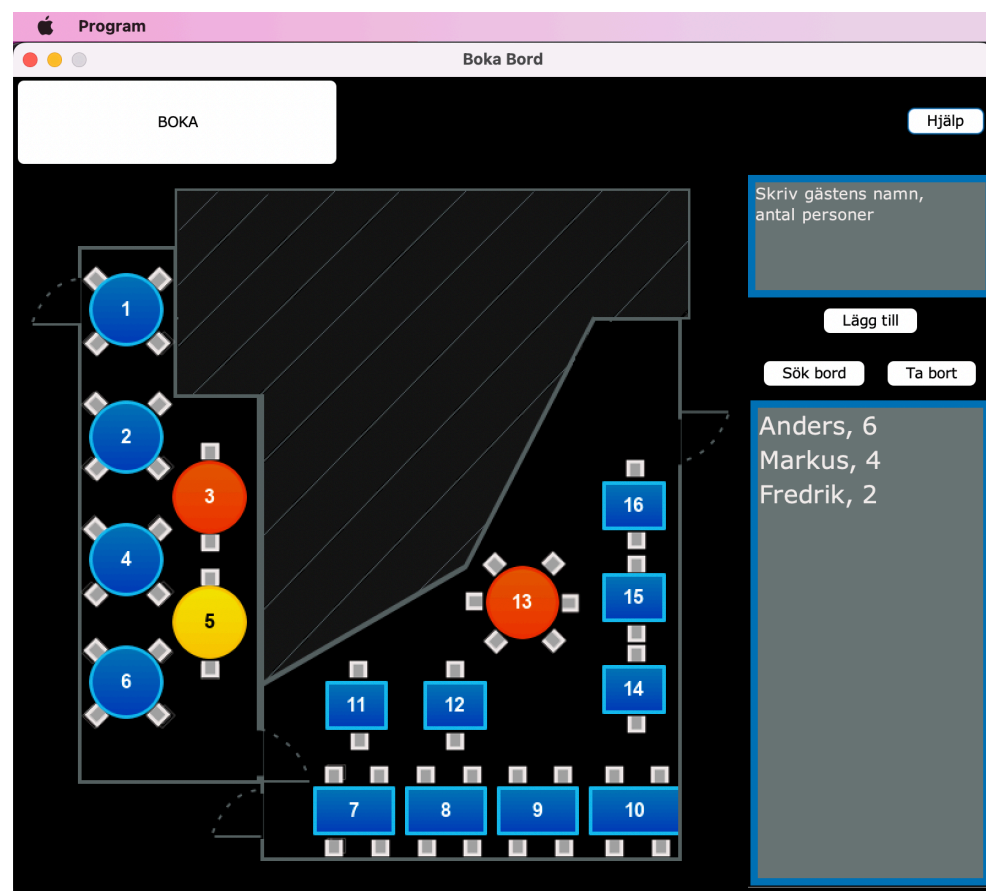 Program
Boka Bord
BOKA
Hjälp
Skriv gästens namn,
antal personer
Lägg till
Sök bord
Ta bort
Anders, 6
Markus, 4
Fredrik, 2
1
2
3
4
5
6
16
15
13
14
11
12
7
8
9
10